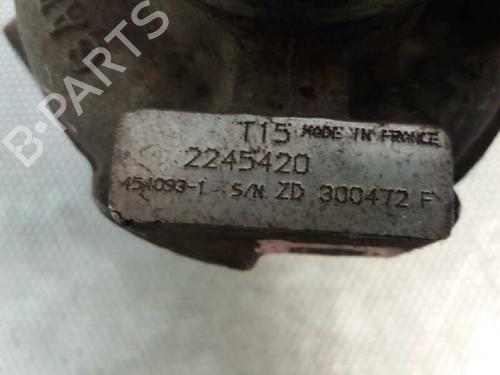 B-PARTS
T15 MADE IN FRANCE
2245420
454093-1 S/N ZD 300472 F